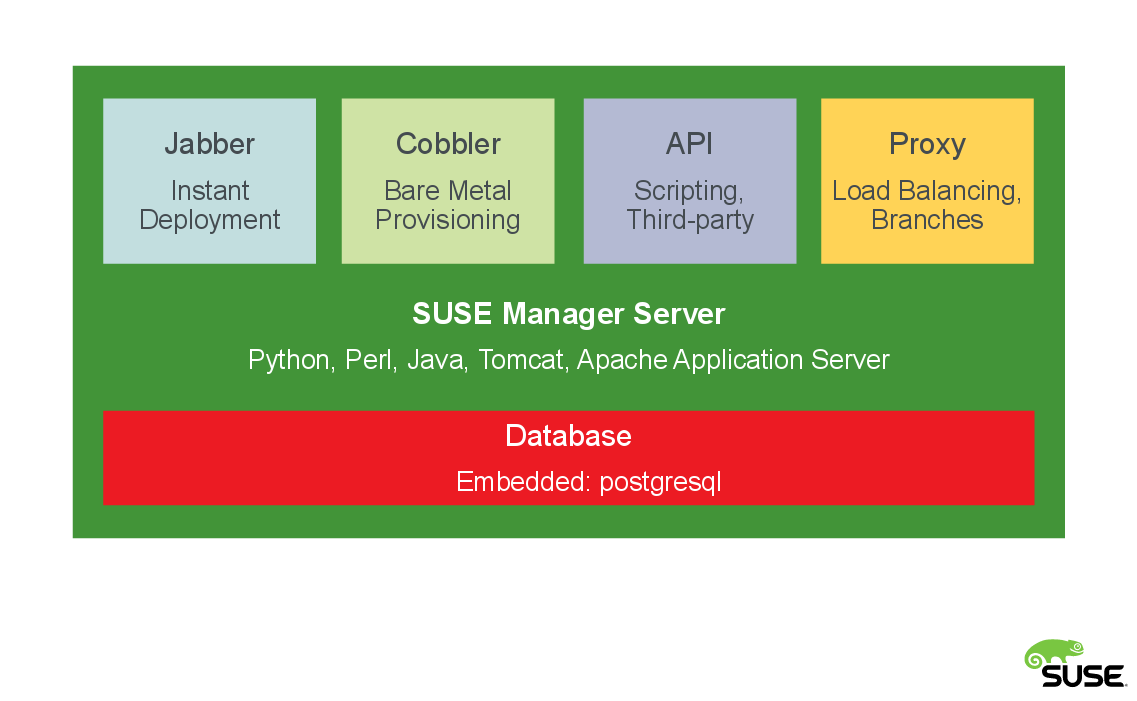 Jabber
Instant
Deployment
Cobbler
Bare Metal
Provisioning
API
Scripting,
Third-party
Proxy
Load Balancing,
Branches
SUSE Manager Server
Python, Perl, Java, Tomcat, Apache Application Server
Database
Embedded: postgresql
SUSE